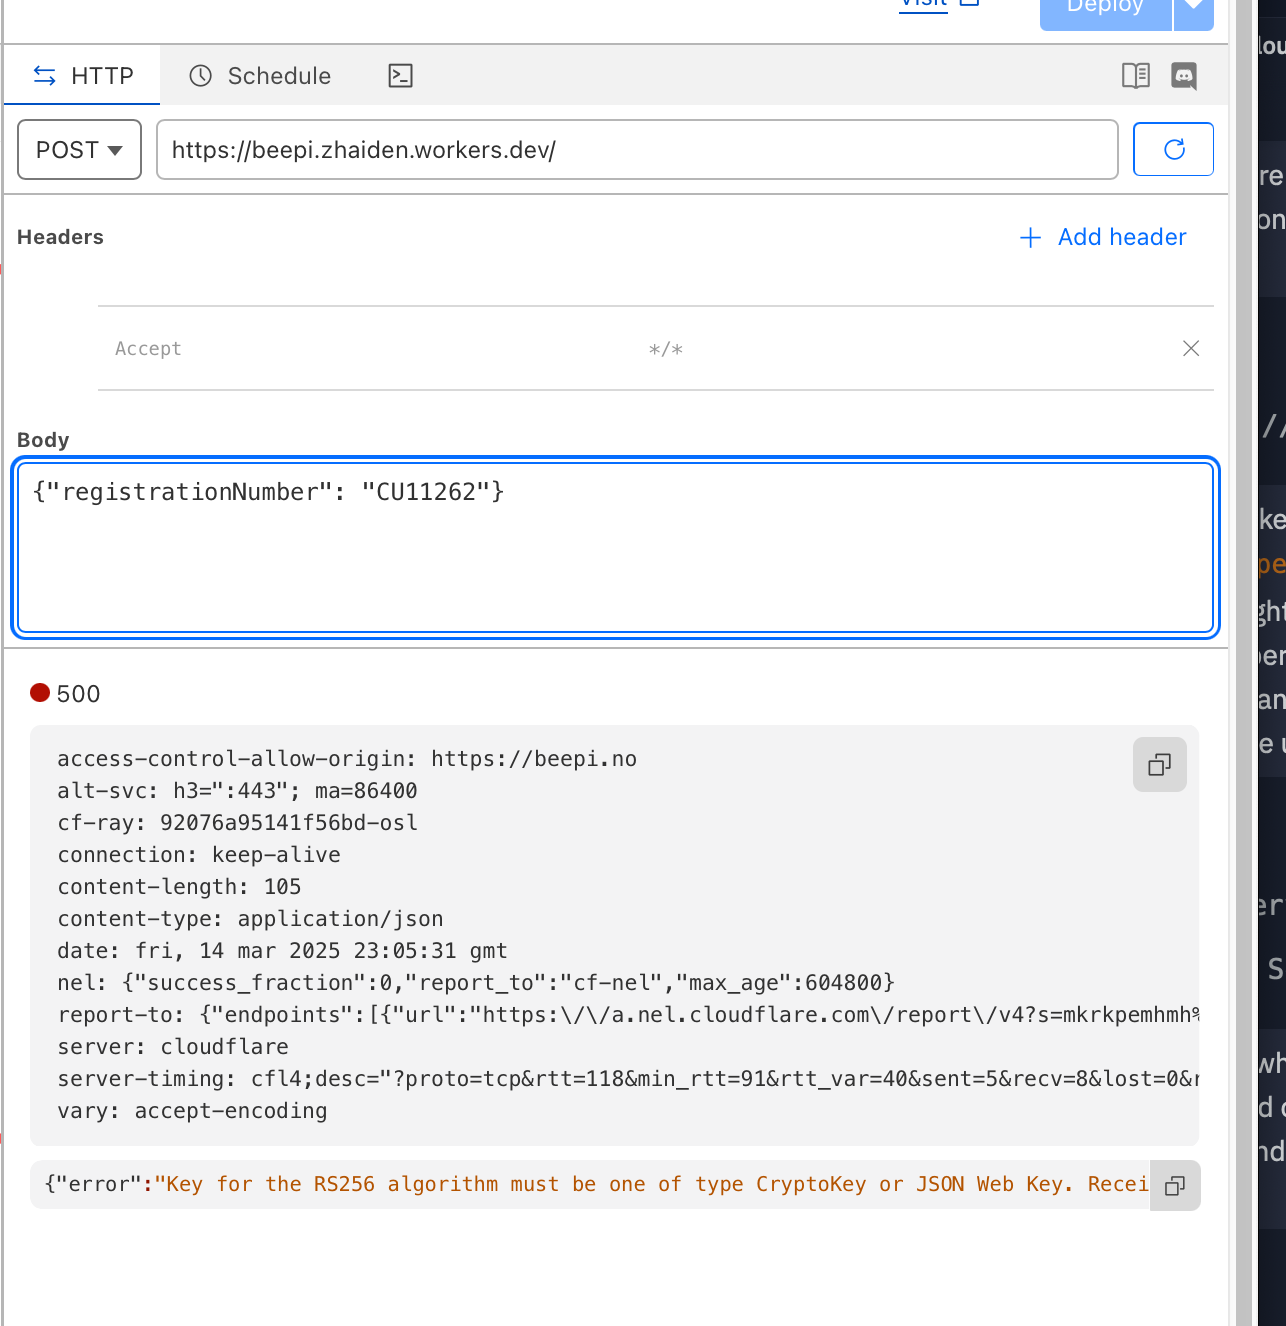 Visit
Deploy
HTTP
Schedule
POST
https://beepi.zhaiden.workers.dev/
Headers
Add header
Accept
*/*
Body
{"registrationNumber": "CU11262"}
500
access-control-allow-origin: https://beepi.no
alt-svc: h3=":443"; ma=86400
cf-ray: 92076a95141f56bd-osl
connection: keep-alive
content-length: 105
content-type: application/json
date: fri, 14 mar 2025 23:05:31 gmt
nel: {"success_fraction":0,"report_to":"cf-nel","max_age":604800}
report-to: {"endpoints":[{"url":"https:\/\/a.nel.cloudflare.com\/report\/v4?s=mkrkpemhmh%
server: cloudflare
server-timing: cfl4;desc="?proto=tcp&rtt=118&min_rtt=91&rtt_var=40&sent=5&recv=8&lost=0&r
vary: accept-encoding
{"error":"Key for the RS256 algorithm must be one of type CryptoKey or JSON Web Key. Recei